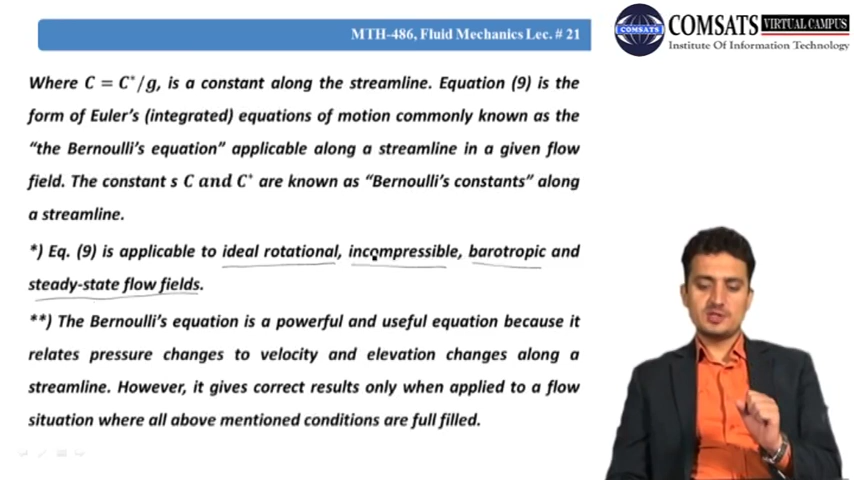 MTH-486, Fluid Mechanics Lec. # 21
COMSATS VIRTUAL CAMPUS
Institute Of Information Technology
COMSATS
Where C = C*/g, is a constant along the streamline. Equation (9) is the
form of Euler's (integrated) equations of motion commonly known as the
"the Bernoulli's equation" applicable along a streamline in a given flow
field. The constant s C and C* are known as "Bernoulli's constants" along
a streamline.
*) Eq. (9) is applicable to ideal rotational, incompressible, barotropic and
steady-state flow fields.
**) The Bernoulli's equation is a powerful and useful equation because it
relates pressure changes to velocity and elevation changes along a
streamline. However, it gives correct results only when applied to a flow
situation where all above mentioned conditions are full filled.